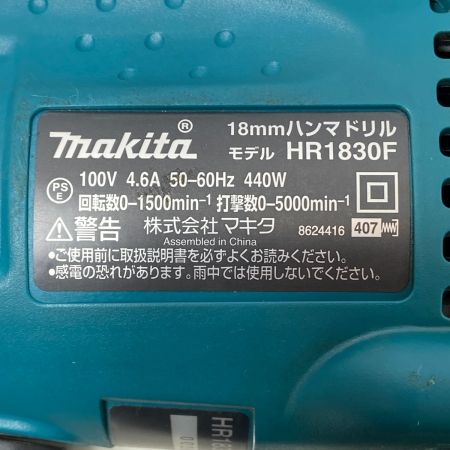 makita®
18mmハンマドリル
モデル HR1830F
PSE
100V 4.6A 50-60Hz 440W
回転数0-1500min⁻¹ 打撃数0-5000min⁻¹
⚠警告 株式会社マキタ
Assembled in China
8624416 407
●ご使用前に取扱説明書を必ずよくお読みください。
●感電の恐れがあります。雨中では使用しないでください。